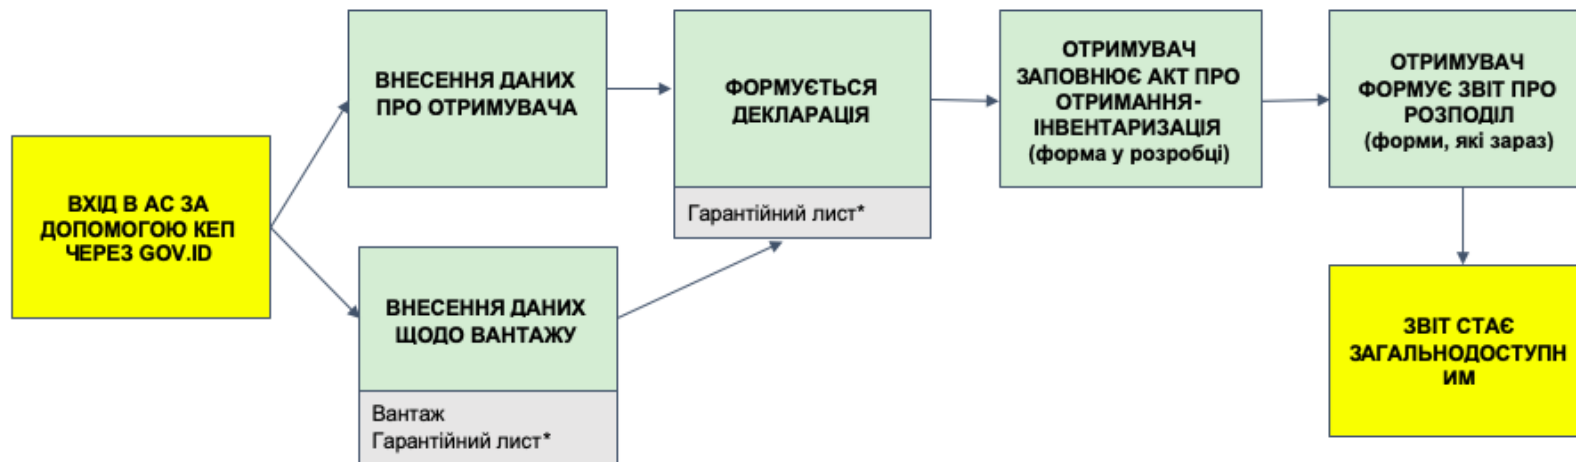 ВХІД В АС ЗА
ДОПОМОГОЮ КЕП
ЧЕРЕЗ GOV.ID
ВНЕСЕННЯ ДАНИХ
ПРО ОТРИМУВАЧА
ВНЕСЕННЯ ДАНИХ
ЩОДО ВАНТАЖУ
Вантаж
Гарантійний лист*
ФОРМУЄТЬСЯ
ДЕКЛАРАЦІЯ
Гарантійний лист*
ОТРИМУВАЧ
ЗАПОВНЮЄ АКТ ПРО
ОТРИМАННЯ-
ІНВЕНТАРИЗАЦІЯ
(форма у розробці)
ОТРИМУВАЧ
ФОРМУЄ ЗВІТ ПРО
РОЗПОДІЛ
(форми, які зараз)
ЗВІТ СТАЄ
ЗАГАЛЬНОДОСТУПН
ИМ